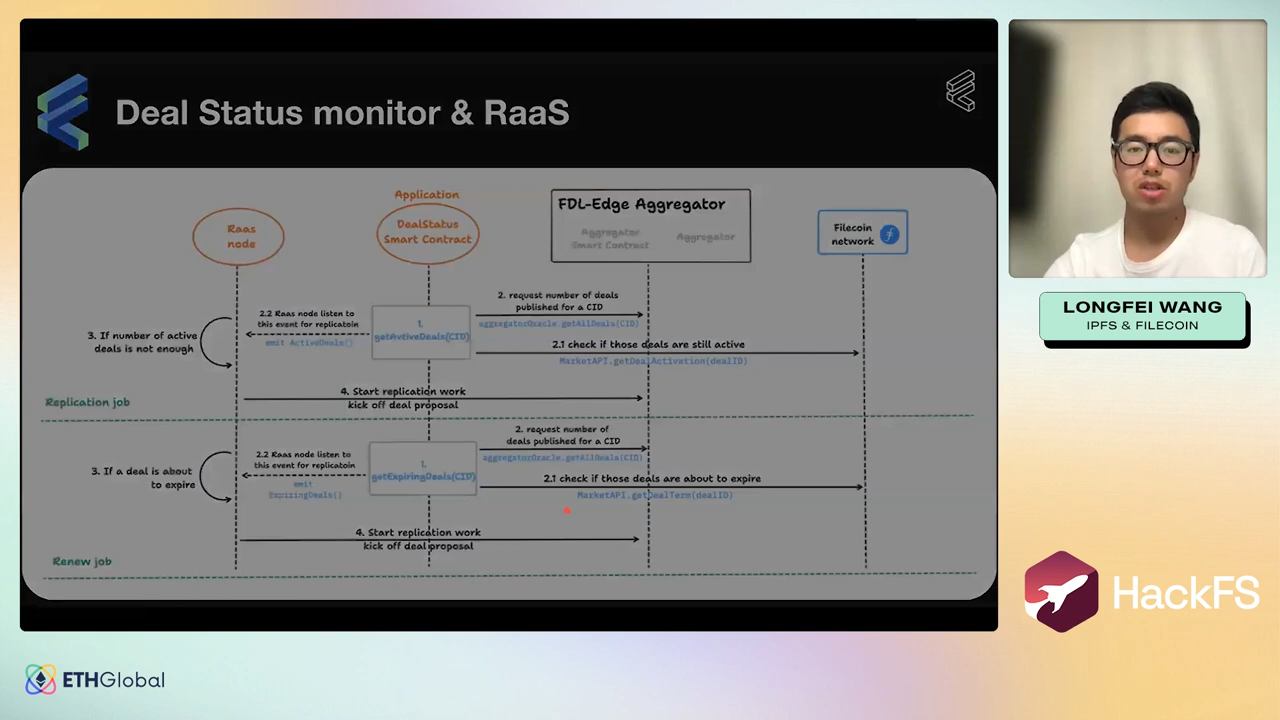 Deal Status monitor & RaaS
Application
Raas
node
DealStatus
Smart Contract
FDL-Edge Aggregator
Aggregator
Smart Contract
Aggregator
Filecoin
network
2. request number of deals
published for a CID
aggregatorOracle.getAllDeals(CID)
2.2 Raas node listen to
this event for replicatoin
emit ActiveDeals()
1.
getAvtiveDeals(CID)
3. If number of active
deals is not enough
2.1 check if those deals are still active
MarketAPI.getDealActivation(dealID)
4. Start replication work
kick off deal proposal
Replication job
2. request number of
deals published for a CID
aggregatorOracle.getAllDeals(CID)
2.2 Raas node listen to
this event for replicatoin
emit
ExpiringDeals()
1.
getExpiringDeals(CID)
3. If a deal is about
to expire
2.1 check if those deals are about to expire
MarketAPI.getDealTerm(dealID)
4. Start replication work
kick off deal proposal
Renew job
LONGFEI WANG
IPFS & FILECOIN
HackFS
ETHGlobal